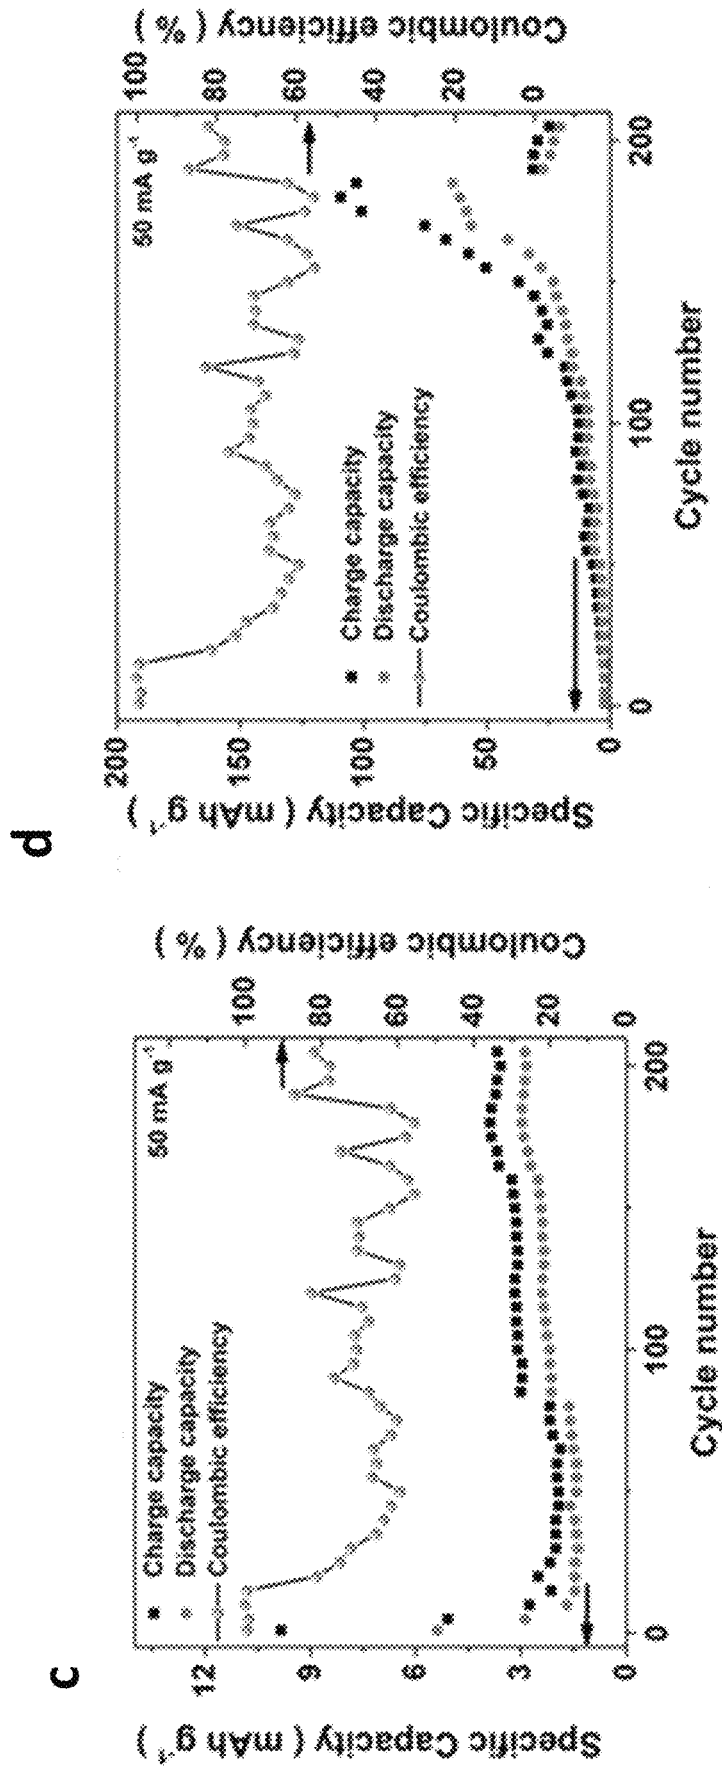 c
Charge capacity
Discharge capacity
Coulombic efficiency
50 mA g⁻¹
Specific Capacity ( mAh g⁻¹ )
12
9
6
3
0
Coulombic efficiency ( % )
100
80
60
40
20
0
0
100
200
Cycle number
d
50 mA g⁻¹
Charge capacity
Discharge capacity
Coulombic efficiency
Specific Capacity ( mAh g⁻¹ )
200
150
100
50
0
Coulombic efficiency ( % )
100
80
60
40
20
0
0
100
200
Cycle number